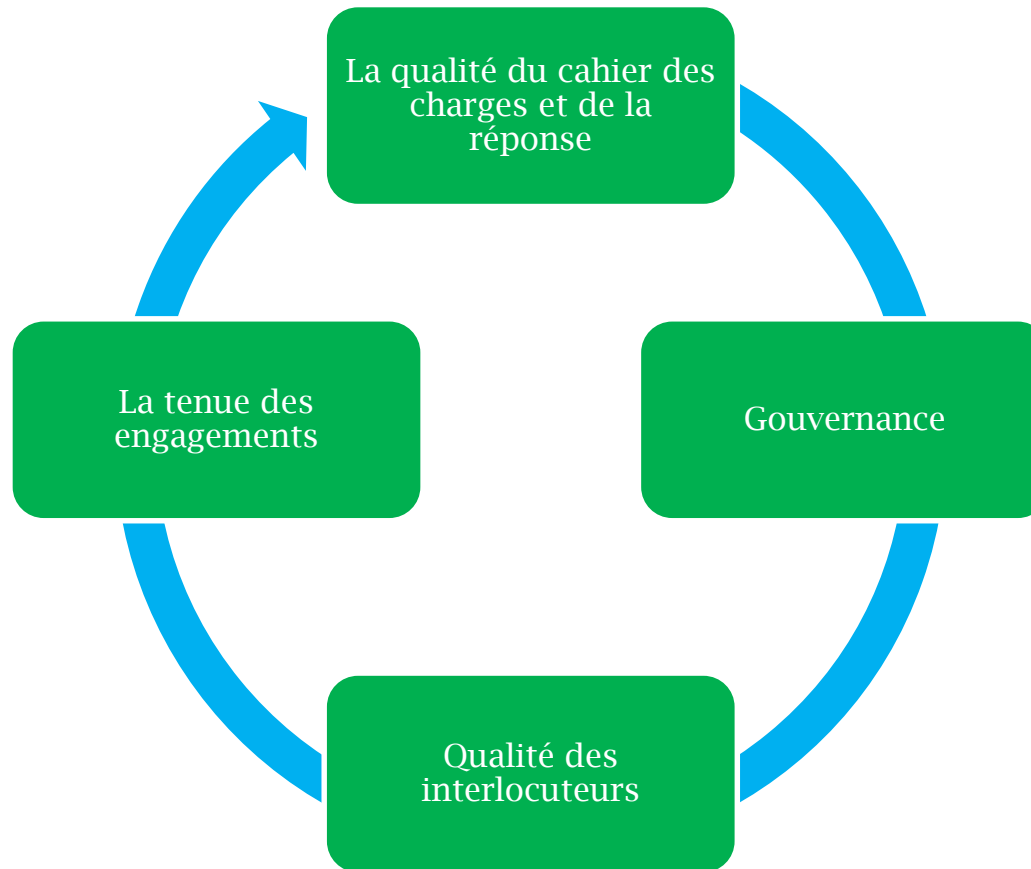 La qualité du cahier des
charges et de la
réponse
La tenue des
engagements
Gouvernance
Qualité des
interlocuteurs